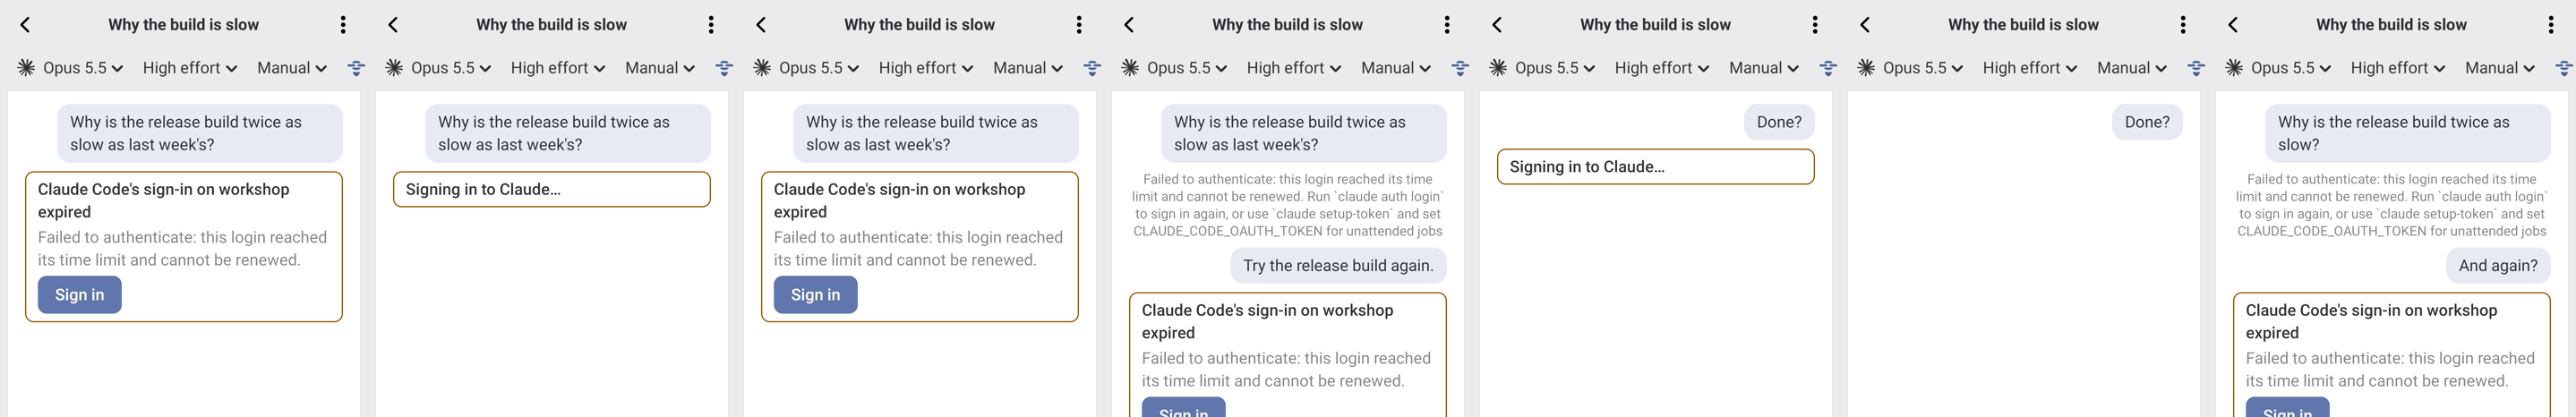 Why the build is slow
Opus 5.5 High effort Manual
Why is the release build twice as
slow as last week's?
Claude Code's sign-in on workshop
expired
Failed to authenticate: this login reached
its time limit and cannot be renewed.
Sign in
Why the build is slow
Opus 5.5 High effort Manual
Why is the release build twice as
slow as last week's?
Signing in to Claude…
Why the build is slow
Opus 5.5 High effort Manual
Why is the release build twice as
slow as last week's?
Claude Code's sign-in on workshop
expired
Failed to authenticate: this login reached
its time limit and cannot be renewed.
Sign in
Why the build is slow
Opus 5.5 High effort Manual
Why is the release build twice as
slow as last week's?
Failed to authenticate: this login reached its time
limit and cannot be renewed. Run `claude auth login`
to sign in again, or use `claude setup-token` and set
CLAUDE_CODE_OAUTH_TOKEN for unattended jobs
Try the release build again.
Claude Code's sign-in on workshop
expired
Failed to authenticate: this login reached
its time limit and cannot be renewed.
Sign in
Why the build is slow
Opus 5.5 High effort Manual
Done?
Signing in to Claude…
Why the build is slow
Opus 5.5 High effort Manual
Done?
Why the build is slow
Opus 5.5 High effort Manual
Why is the release build twice as
slow?
Failed to authenticate: this login reached its time
limit and cannot be renewed. Run `claude auth login`
to sign in again, or use `claude setup-token` and set
CLAUDE_CODE_OAUTH_TOKEN for unattended jobs
And again?
Claude Code's sign-in on workshop
expired
Failed to authenticate: this login reached
its time limit and cannot be renewed.
Sign in